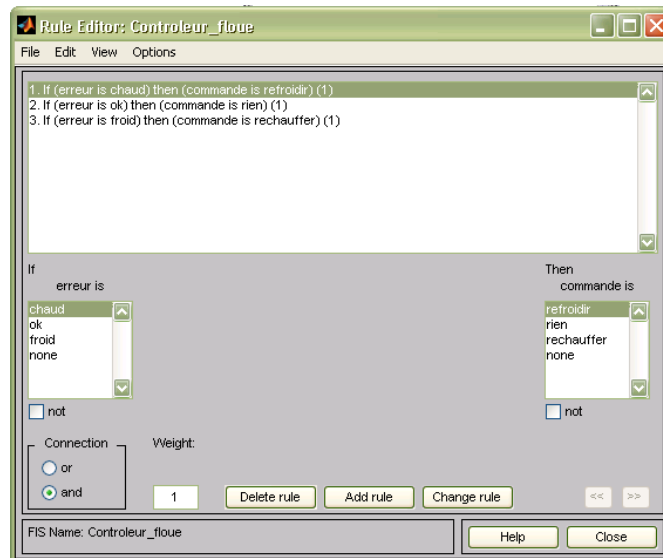 Rule Editor: Controleur_floue
File Edit View Options
1. If (erreur is chaud) then (commande is refroidir) (1)
2. If (erreur is ok) then (commande is rien) (1)
3. If (erreur is froid) then (commande is rechauffer) (1)
If
erreur is
chaud
ok
froid
none
not
Then
commande is
refroidir
rien
rechauffer
none
not
Connection
or
and
Weight:
1
Delete rule
Add rule
Change rule
<< >>
FIS Name: Controleur_floue
Help
Close